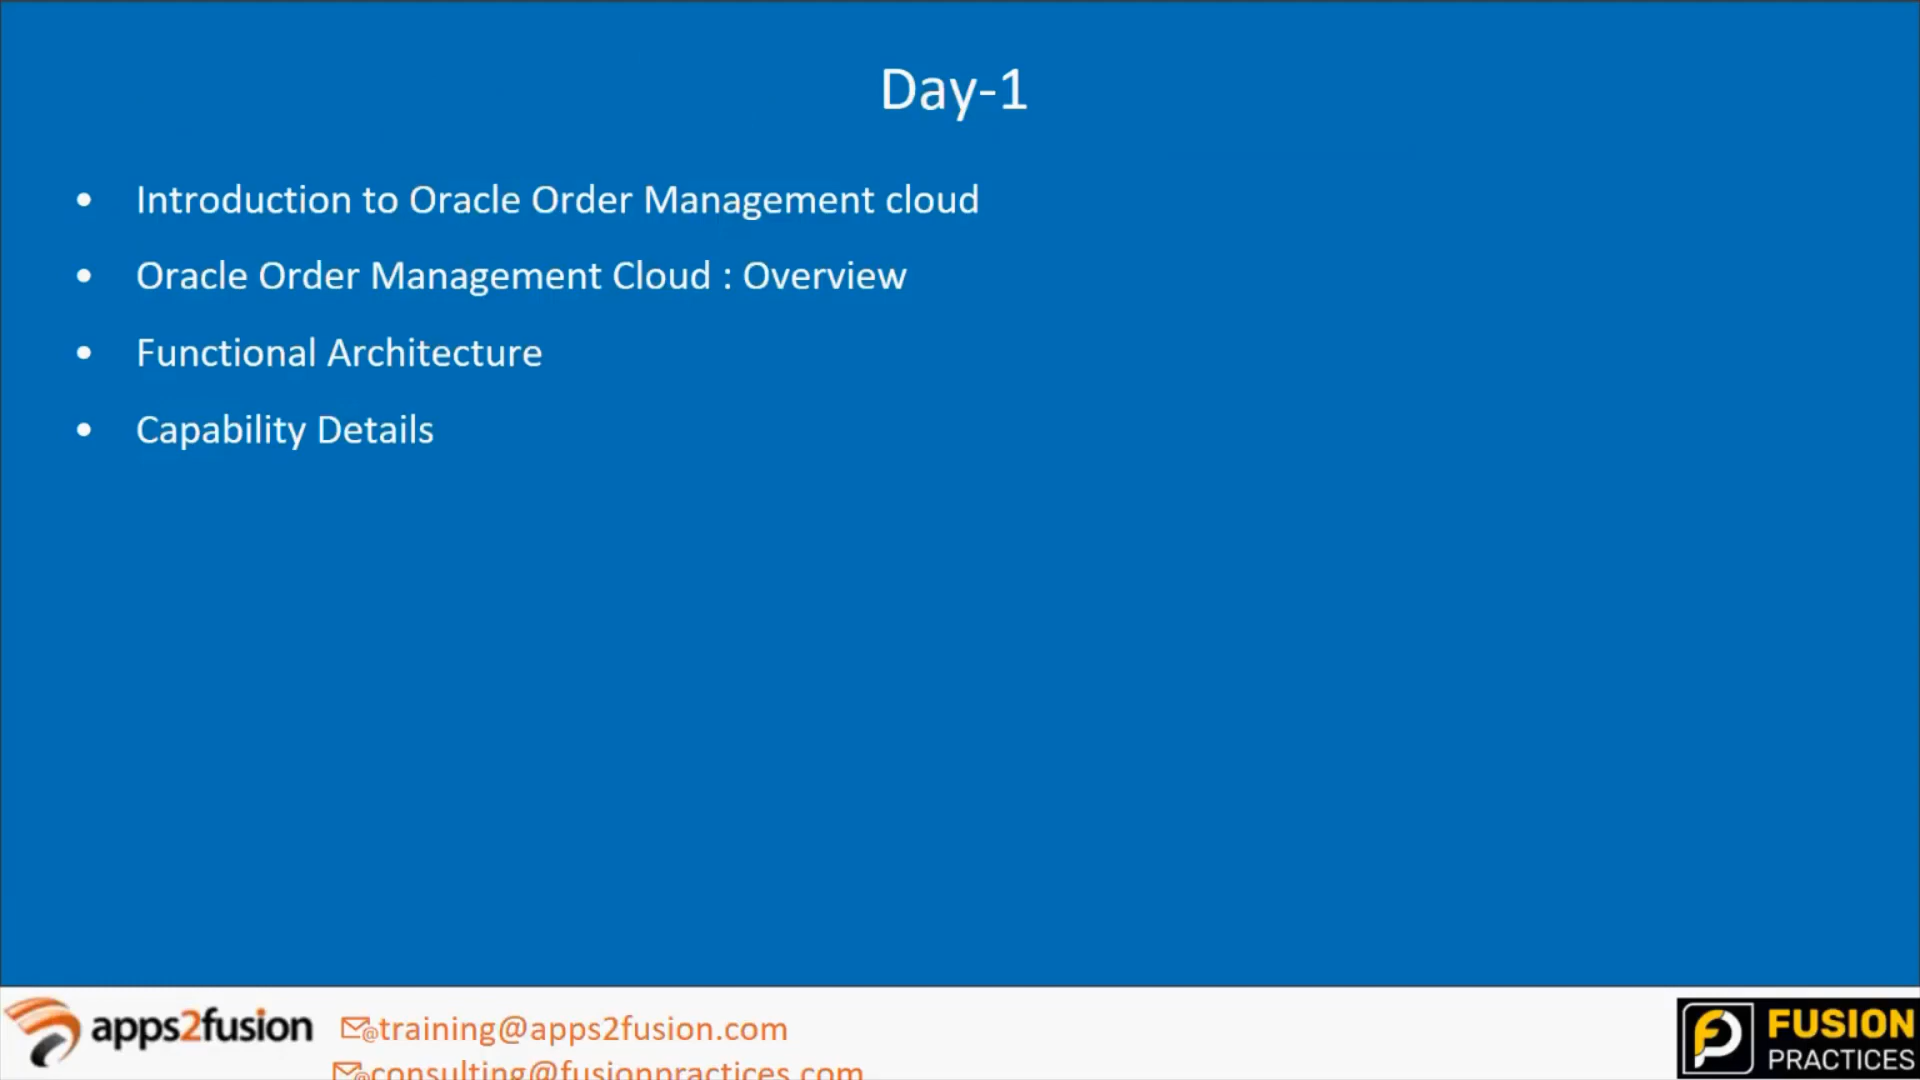 Day-1
• Introduction to Oracle Order Management cloud
• Oracle Order Management Cloud : Overview
• Functional Architecture
• Capability Details
apps2fusion
training@apps2fusion.com
consulting@fusionpractices.com
FUSION
PRACTICES